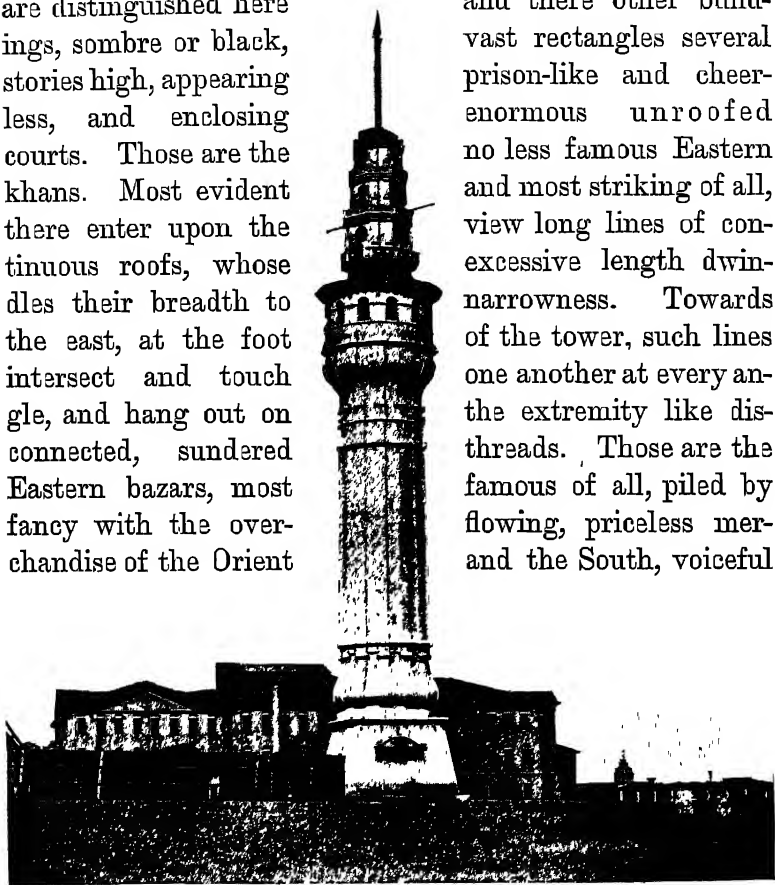 are distinguished here and there other build-
ings, sombre or black, vast rectangles several
stories high, appearing prison-like and cheer-
less, and enclosing enormous unroofed
courts. Those are the no less famous Eastern
khans. Most evident and most striking of all,
there enter upon the view long lines of con-
tinuous roofs, whose excessive length dwin-
dles their breadth to narrowness. Towards
the east, at the foot of the tower, such lines
intersect and touch one another at every an-
gle, and hang out on the extremity like dis-
connected, sundered threads. Those are the
Eastern bazars, most famous of all, piled by
fancy with the over- flowing, priceless mer-
chandise of the Orient and the South, voiceful